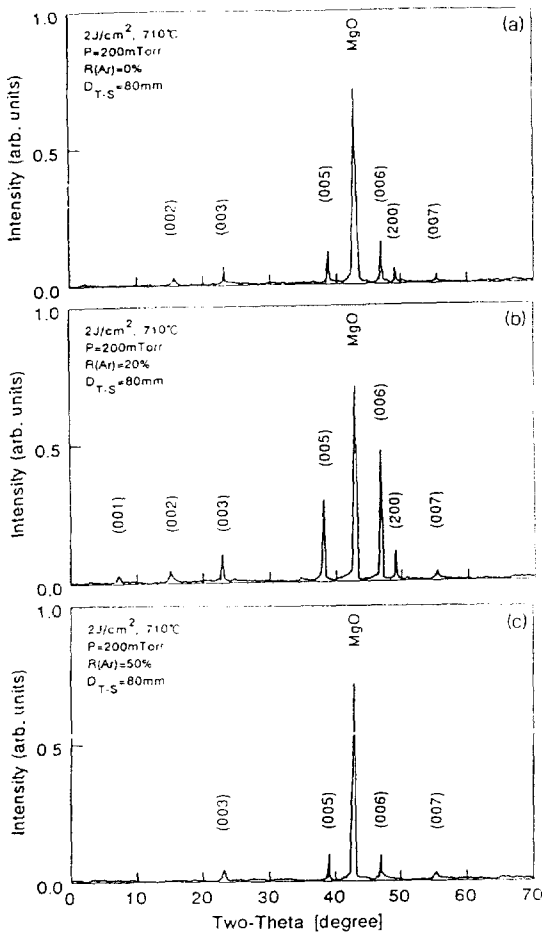 (a)
1.0
2J/cm², 710℃
P=200mTorr
R(Ar)=0%
D_T-S=80mm
MgO
Intensity (arb. units)
0.5
(002)
(003)
(005)
(006)
(200)
(007)
0.0
(b)
1.0
2J/cm², 710℃
P=200mTorr
R(Ar)=20%
D_T-S=80mm
MgO
Intensity (arb. units)
0.5
(001)
(002)
(003)
(005)
(006)
(200)
(007)
0.0
(c)
1.0
2J/cm², 710℃
P=200mTorr
R(Ar)=50%
D_T-S=80mm
MgO
Intensity (arb. units)
0.5
(003)
(005)
(006)
(007)
0.0
0 10 20 30 40 50 60 70
Two-Theta [degree]